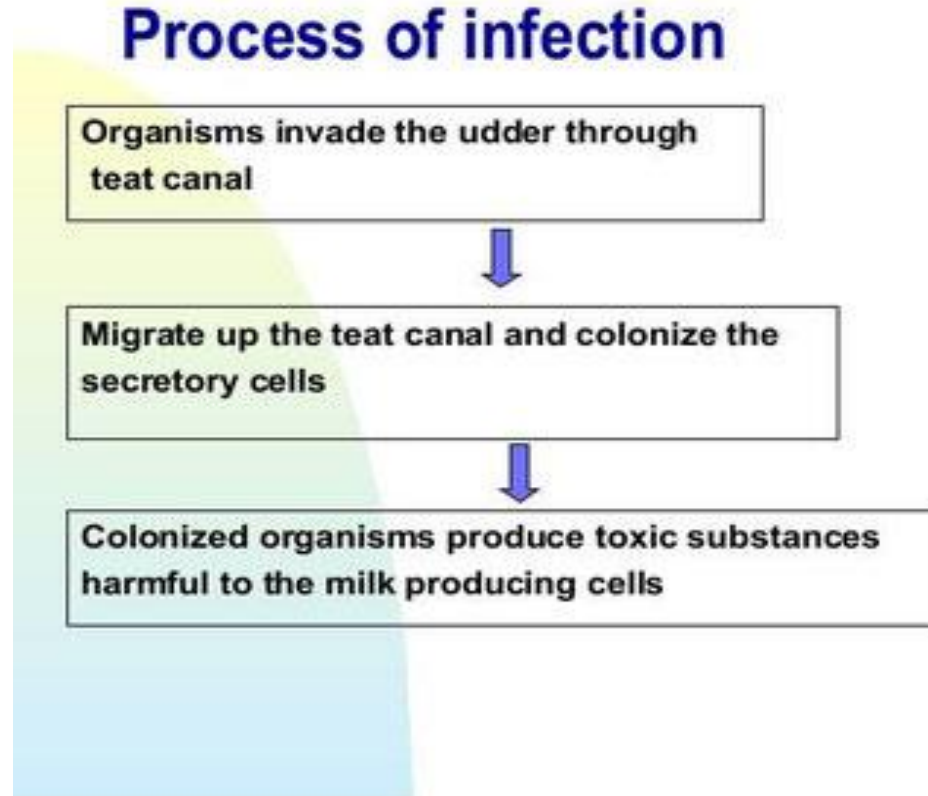 Process of infection
Organisms invade the udder through
teat canal
Migrate up the teat canal and colonize the
secretory cells
Colonized organisms produce toxic substances
harmful to the milk producing cells